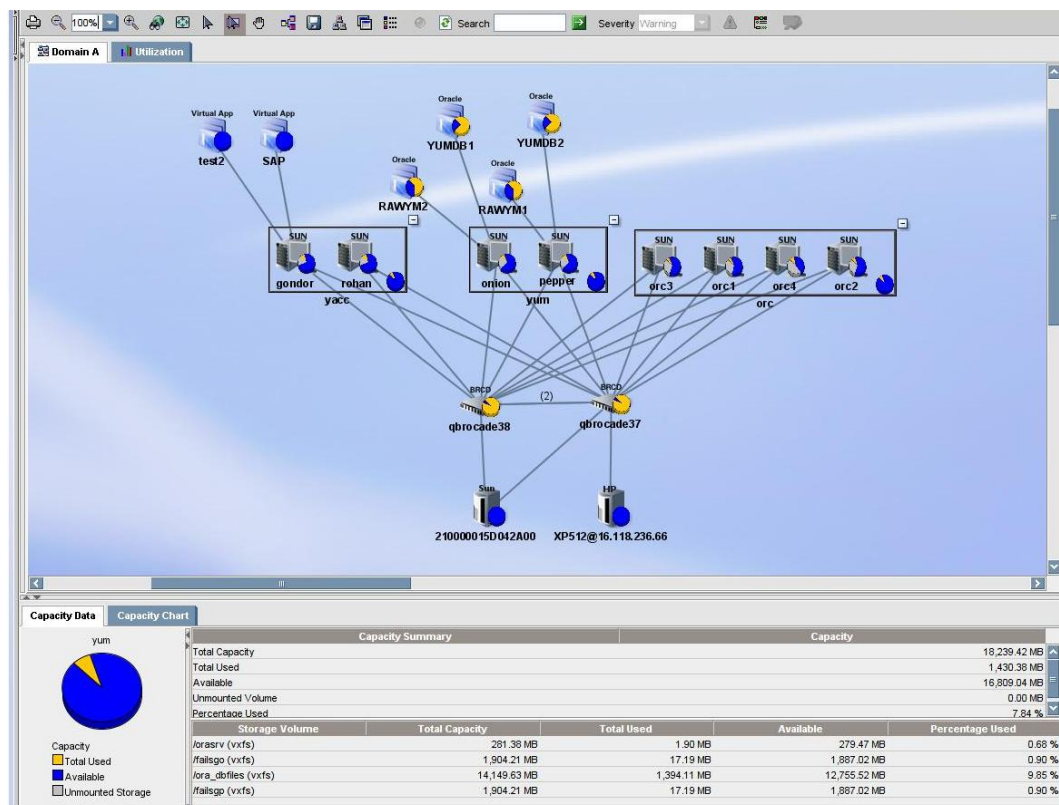 100% Search Severity Warning
Domain A Utilization
Oracle Oracle
Virtual App Virtual App
YUMDB1 YUMDB2
test2 SAP
Oracle Oracle
RAWYM2 RAWYM1
SUN SUN SUN SUN SUN SUN SUN SUN
gondor rohan onion pepper orc3 orc1 orc4 orc2
yacc yum orc
BRCD BRCD
(2)
qbrocade38 qbrocade37
Sun HP
210000015D042A00 XP512@16.118.236.66
Capacity Data Capacity Chart
yum
Capacity
Total Used
Available
Unmounted Storage
Capacity Summary Capacity
Total Capacity 18,239.42 MB
Total Used 1,430.38 MB
Available 16,809.04 MB
Unmounted Volume 0.00 MB
Percentage Used 7.84 %
Storage Volume Total Capacity Total Used Available Percentage Used
/orasrv (vxfs) 281.38 MB 1.90 MB 279.47 MB 0.68 %
/failsgo (vxfs) 1,904.21 MB 17.19 MB 1,887.02 MB 0.90 %
/ora_dbfiles (vxfs) 14,149.63 MB 1,394.11 MB 12,755.52 MB 9.85 %
/failsgp (vxfs) 1,904.21 MB 17.19 MB 1,887.02 MB 0.90 %